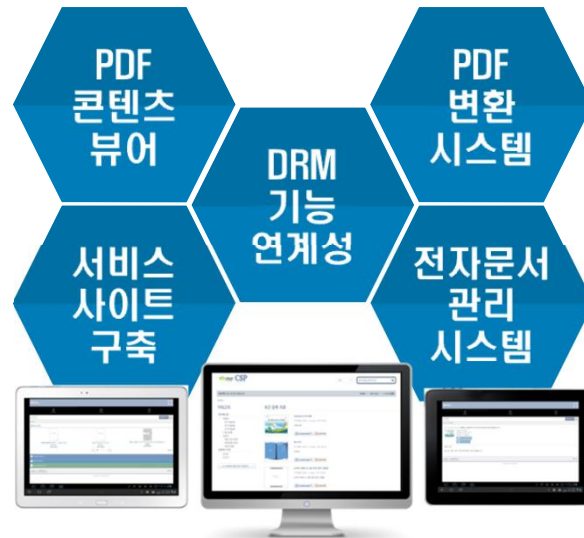 PDF
콘텐츠
뷰어
PDF
변환
시스템
DRM
기능
연계성
서비스
사이트
구축
전자문서
관리
시스템
CSP